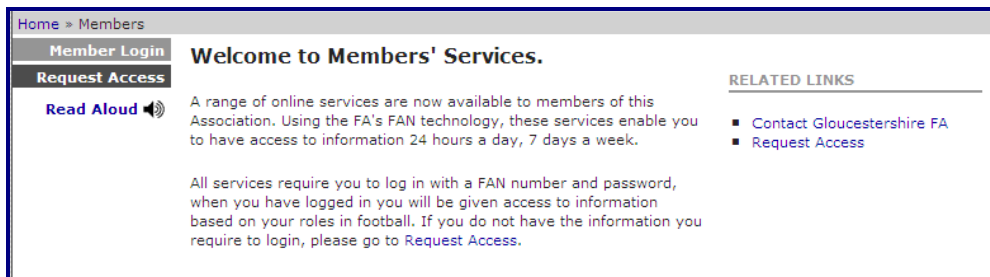 Home » Members
Member Login
Request Access
Read Aloud
Welcome to Members' Services.
A range of online services are now available to members of this
Association. Using the FA's FAN technology, these services enable you
to have access to information 24 hours a day, 7 days a week.
All services require you to log in with a FAN number and password,
when you have logged in you will be given access to information
based on your roles in football. If you do not have the information you
require to login, please go to Request Access.
RELATED LINKS
Contact Gloucestershire FA
Request Access